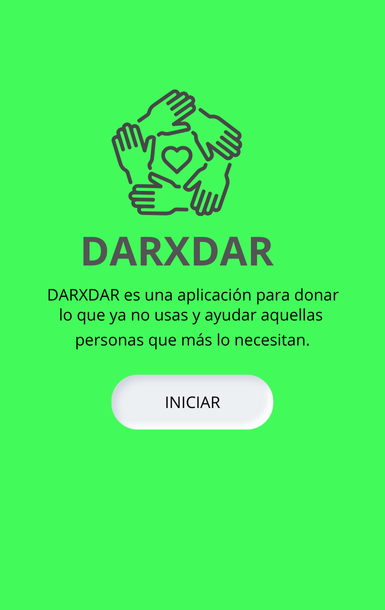 DARXDAR
DARXDAR es una aplicación para donar
lo que ya no usas y ayudar aquellas
personas que más lo necesitan.
INICIAR